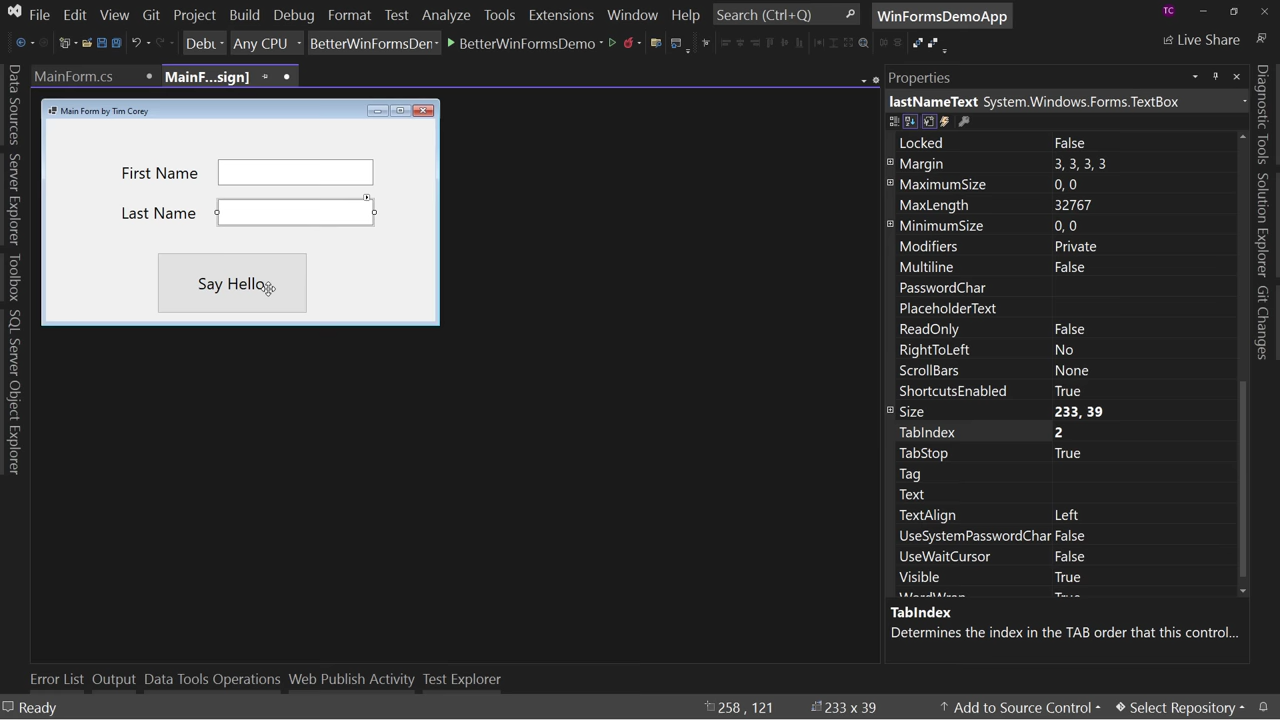 File Edit View Git Project Build Debug Format Test Analyze Tools Extensions Window Help Search (Ctrl+Q) WinFormsDemoApp TC
Debu Any CPU BetterWinFormsDer BetterWinFormsDemo Live Share
MainForm.cs MainF...sign]
Data Sources
Server Explorer
Toolbox
SQL Server Object Explorer
Main Form by Tim Corey
First Name
Last Name
Say Hello
Properties
lastNameText System.Windows.Forms.TextBox
Locked False
Margin 3, 3, 3, 3
MaximumSize 0, 0
MaxLength 32767
MinimumSize 0, 0
Modifiers Private
Multiline False
PasswordChar
PlaceholderText
ReadOnly False
RightToLeft No
ScrollBars None
ShortcutsEnabled True
Size 233, 39
TabIndex 2
TabStop True
Tag
Text
TextAlign Left
UseSystemPasswordChar False
UseWaitCursor False
Visible True
WordWrap True
TabIndex
Determines the index in the TAB order that this control...
Diagnostic Tools
Solution Explorer
Git Changes
Error List Output Data Tools Operations Web Publish Activity Test Explorer
Ready 258 , 121 233 x 39 Add to Source Control Select Repository